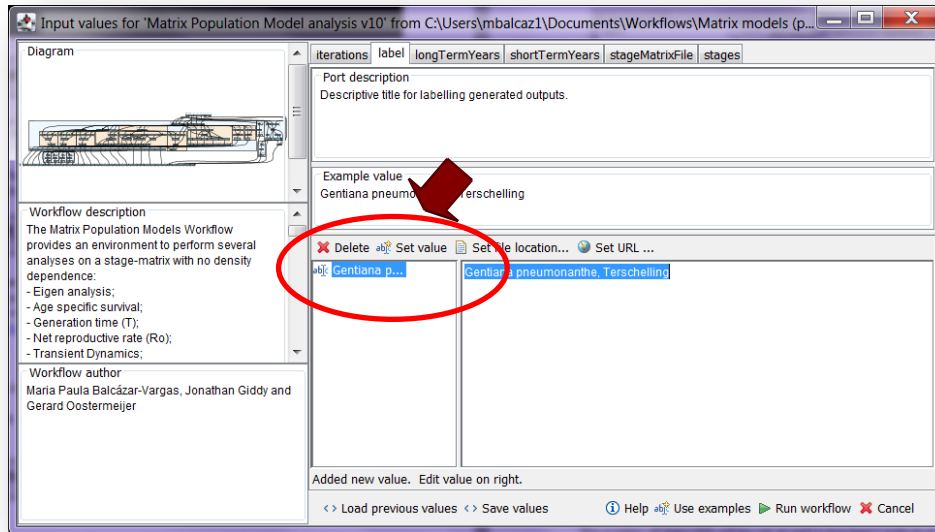 Input values for 'Matrix Population Model analysis v10' from C:\Users\mbalcaz1\Documents\Workflows\Matrix models (p...
Diagram
Workflow description
The Matrix Population Models Workflow
provides an environment to perform several
analyses on a stage-matrix with no density
dependence:
- Eigen analysis;
- Age specific survival;
- Generation time (T);
- Net reproductive rate (Ro);
- Transient Dynamics;
Workflow author
Maria Paula Balcázar-Vargas, Jonathan Giddy and
Gerard Oostermeijer
iterations label longTermYears shortTermYears stageMatrixFile stages
Port description
Descriptive title for labelling generated outputs.
Example value
Gentiana Terschelling
Delete Set value Set file location... Set URL ...
Gentiana p...
Gentiana pneumonanthe, Terschelling
Added new value. Edit value on right.
Load previous values Save values Help Use examples Run workflow Cancel